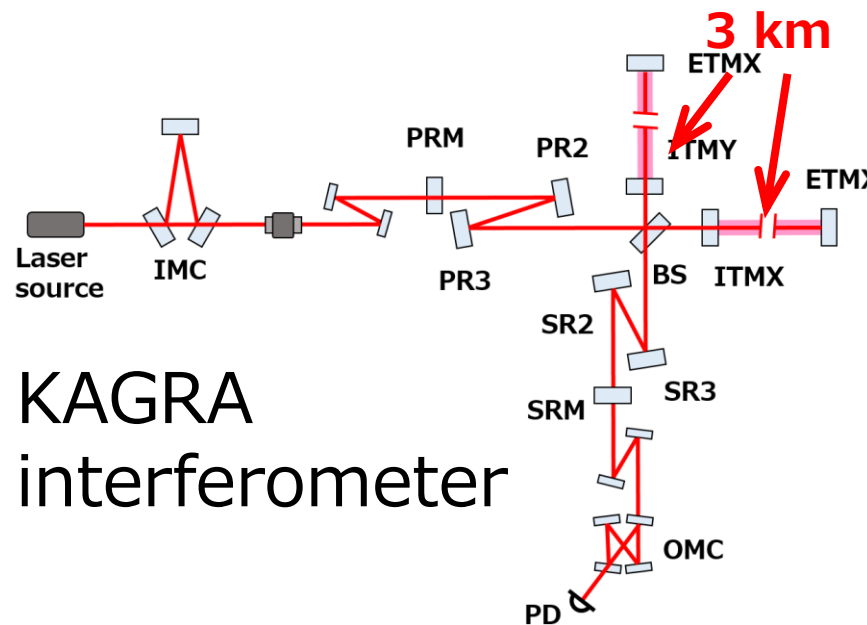 3 km
ETMX
PRM
PR2
ITMY
ETMX
Laser
source
IMC
PR3
BS
ITMX
SR2
SR3
SRM
KAGRA
interferometer
OMC
PD